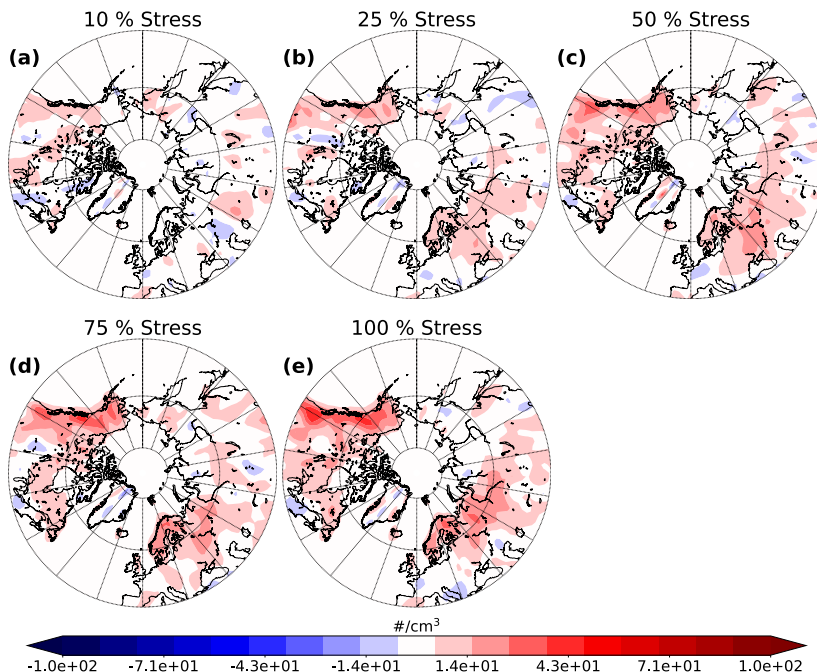 10 % Stress
25 % Stress
50 % Stress
(a)
(b)
(c)
75 % Stress
100 % Stress
(d)
(e)
#/cm³
-1.0e+02 -7.1e+01 -4.3e+01 -1.4e+01 1.4e+01 4.3e+01 7.1e+01 1.0e+02